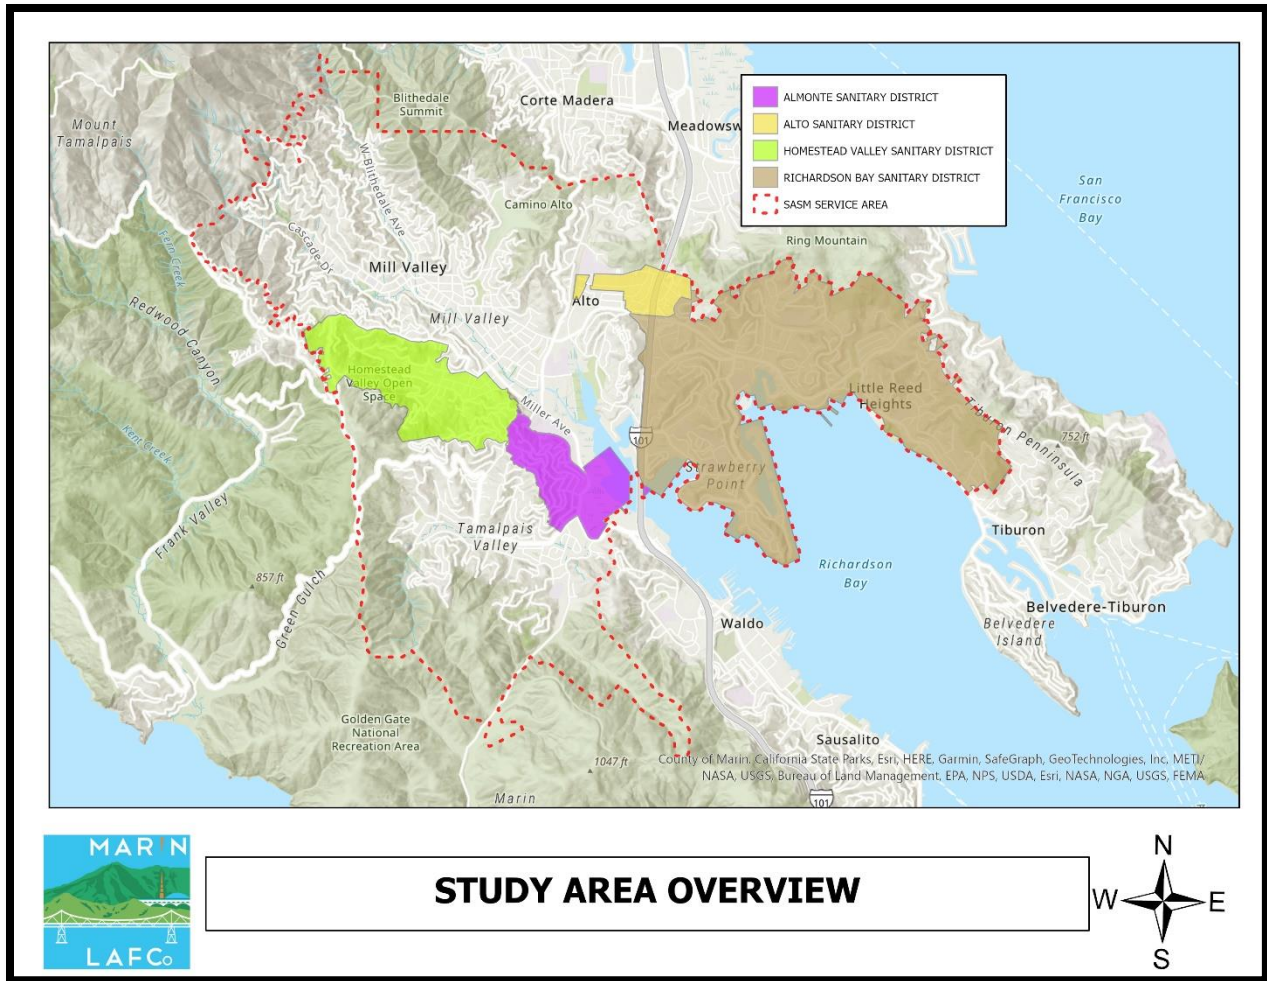 Blithedale
Summit
Corte Madera
Mount
Tamalpais
Meadowsw
ALMONTE SANITARY DISTRICT
ALTO SANITARY DISTRICT
HOMESTEAD VALLEY SANITARY DISTRICT
RICHARDSON BAY SANITARY DISTRICT
SASM SERVICE AREA
San
Francisco
Bay
W Blithedale Ave
Camino Alto
Cascade Dr
Fern Creek
Ring Mountain
Mill Valley
Alto
Redwood Canyon
Mill Valley
Homestead
Valley Open
Space
Miller Ave
Little Reed
Heights
Kent Creek
101
Tiburon Penninsula
752 ft
Strawberry
Point
Frank Valley
Tamalpais
Valley
Tiburon
Richardson
Bay
857 ft
Green Gulch
Waldo
Belvedere-Tiburon
Belvedere
Island
Golden Gate
National
Recreation Area
Sausalito
1047 ft
County of Marin, California State Parks, Esri, HERE, Garmin, SafeGraph, GeoTechnologies, Inc, METI/
NASA, USGS, Bureau of Land Management, EPA, NPS, USDA, Esri, NASA, NGA, USGS, FEMA
Marin
101
MARIN
LAFCo
STUDY AREA OVERVIEW
N
W
E
S